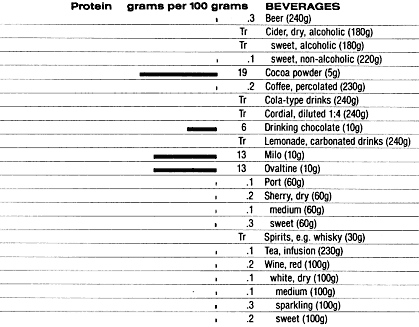 Protein grams per 100 grams BEVERAGES
.3 Beer (240g)
Tr Cider, dry, alcoholic (180g)
Tr sweet, alcoholic (180g)
.1 sweet, non-alcoholic (220g)
19 Cocoa powder (5g)
.2 Coffee, percolated (230g)
Tr Cola-type drinks (240g)
Tr Cordial, diluted 1:4 (240g)
6 Drinking chocolate (10g)
Tr Lemonade, carbonated drinks (240g)
13 Milo (10g)
13 Ovaltine (10g)
.1 Port (60g)
.2 Sherry, dry (60g)
.1 medium (60g)
.3 sweet (60g)
Tr Spirits, e.g. whisky (30g)
.1 Tea, infusion (230g)
.2 Wine, red (100g)
.1 white, dry (100g)
.1 medium (100g)
.3 sparkling (100g)
.2 sweet (100g)